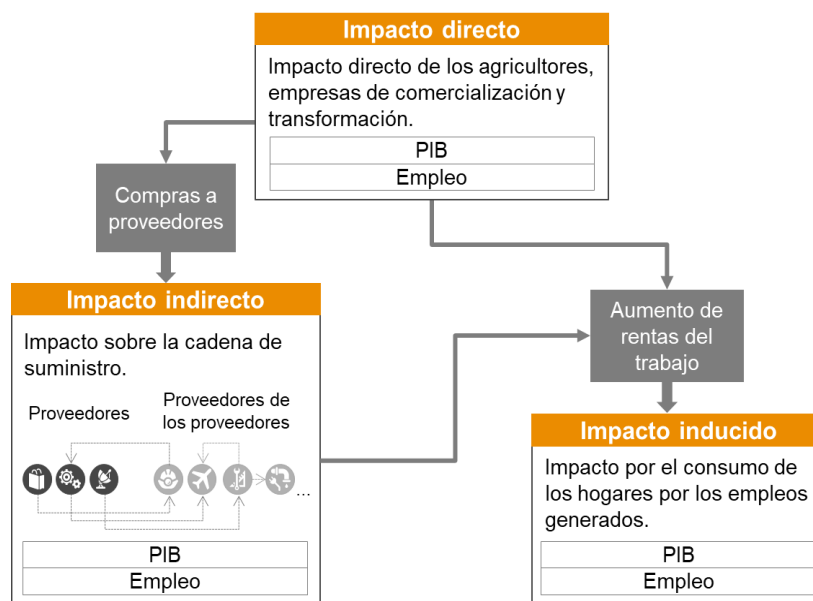 Impacto directo
Impacto directo de los agricultores,
empresas de comercialización y
transformación.
PIB
Empleo
Compras a
proveedores
Impacto indirecto
Impacto sobre la cadena de
suministro.
Proveedores
Proveedores de
los proveedores
...
PIB
Empleo
Aumento de
rentas del
trabajo
Impacto inducido
Impacto por el consumo de
los hogares por los empleos
generados.
PIB
Empleo